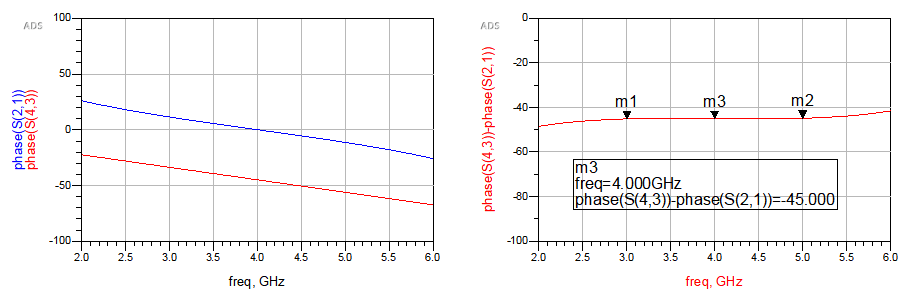 ADS
100
50
0
-50
-100
phase(S(2,1))
phase(S(4,3))
2.0 2.5 3.0 3.5 4.0 4.5 5.0 5.5 6.0
freq, GHz
ADS
0
-20
-40
-60
-80
-100
phase(S(4,3))-phase(S(2,1))
m1 m3 m2
m3
freq=4.000GHz
phase(S(4,3))-phase(S(2,1))=-45.000
2.0 2.5 3.0 3.5 4.0 4.5 5.0 5.5 6.0
freq, GHz